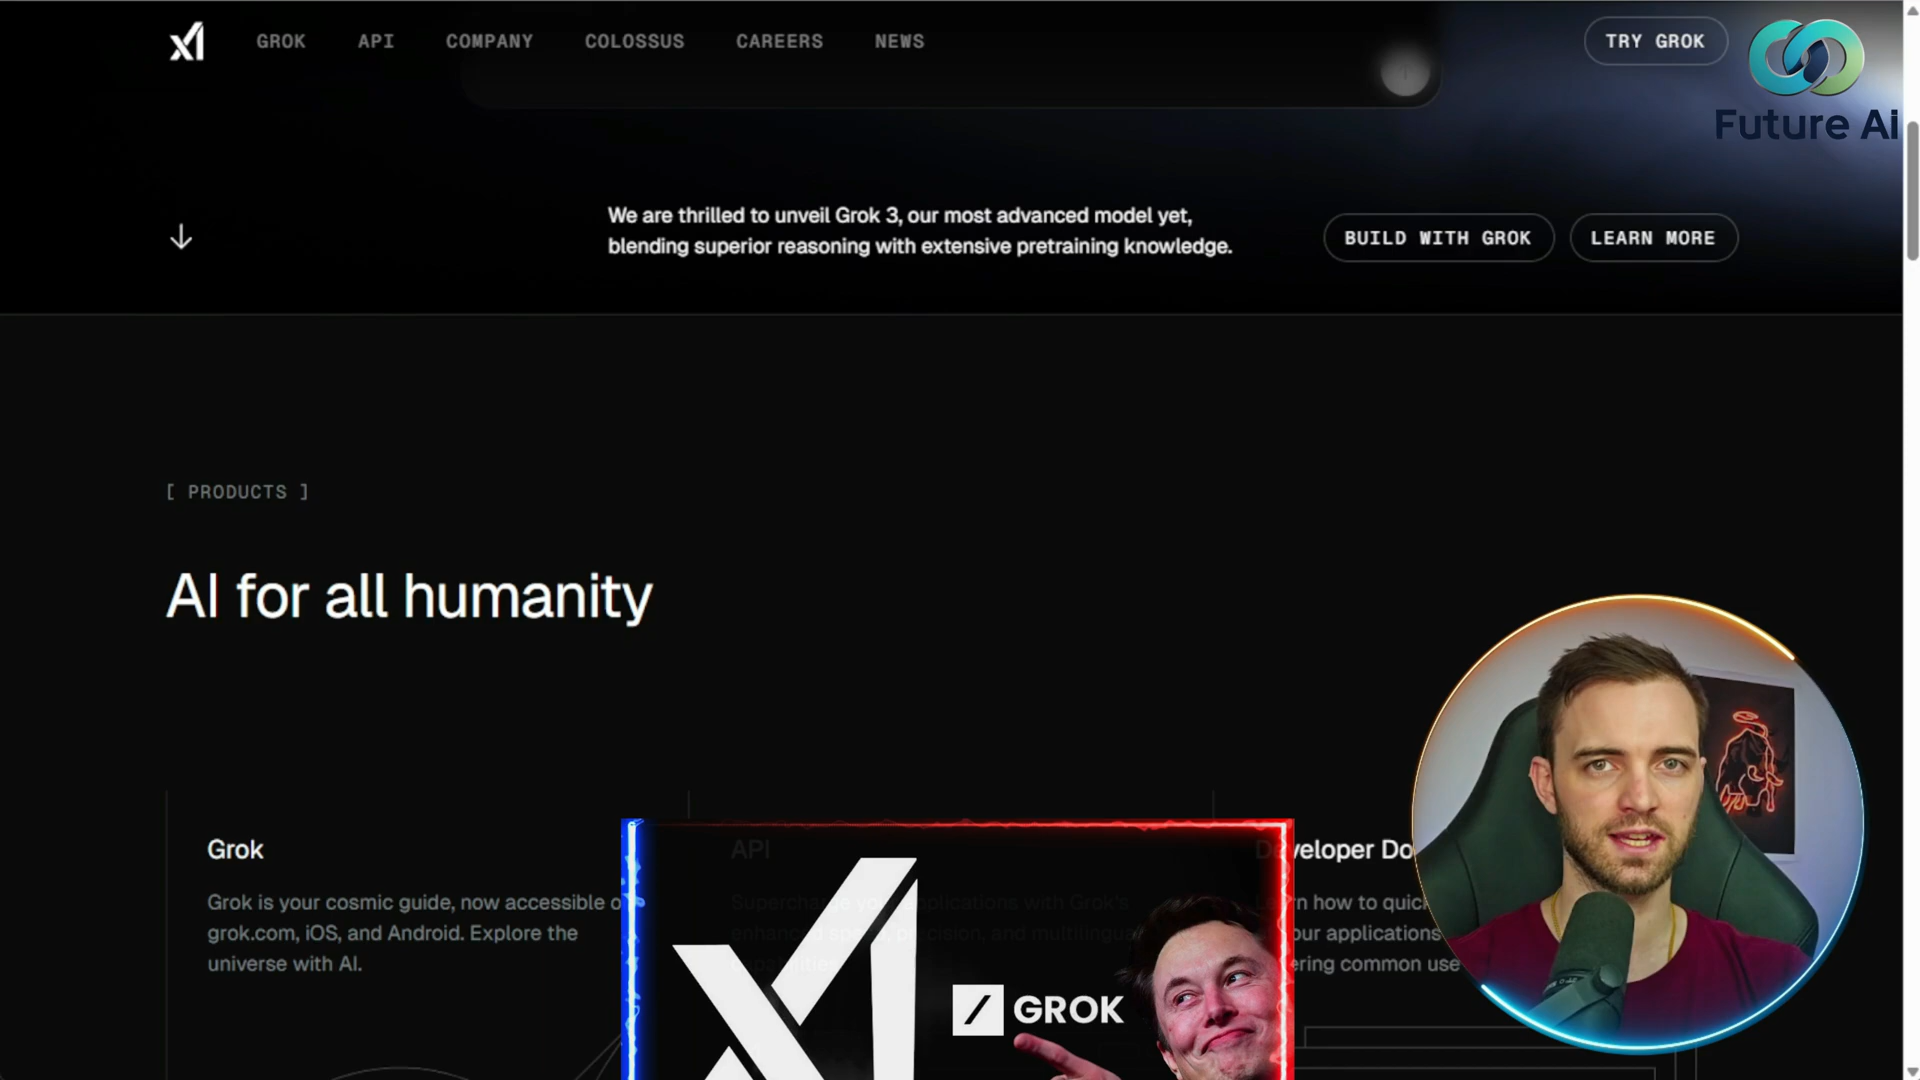 GROK API COMPANY COLOSSUS CAREERS NEWS TRY GROK
Future Ai
We are thrilled to unveil Grok 3, our most advanced model yet,
blending superior reasoning with extensive pretraining knowledge.
BUILD WITH GROK LEARN MORE
[ PRODUCTS ]
AI for all humanity
Grok
Grok is your cosmic guide, now accessible o
grok.com, iOS, and Android. Explore the
universe with AI.
API
Supercharge your applications with Grok's
enhanced speed, precision, and multilingual
capabilities
Developer Do
Learn how to quic
our applications
ering common use
GROK